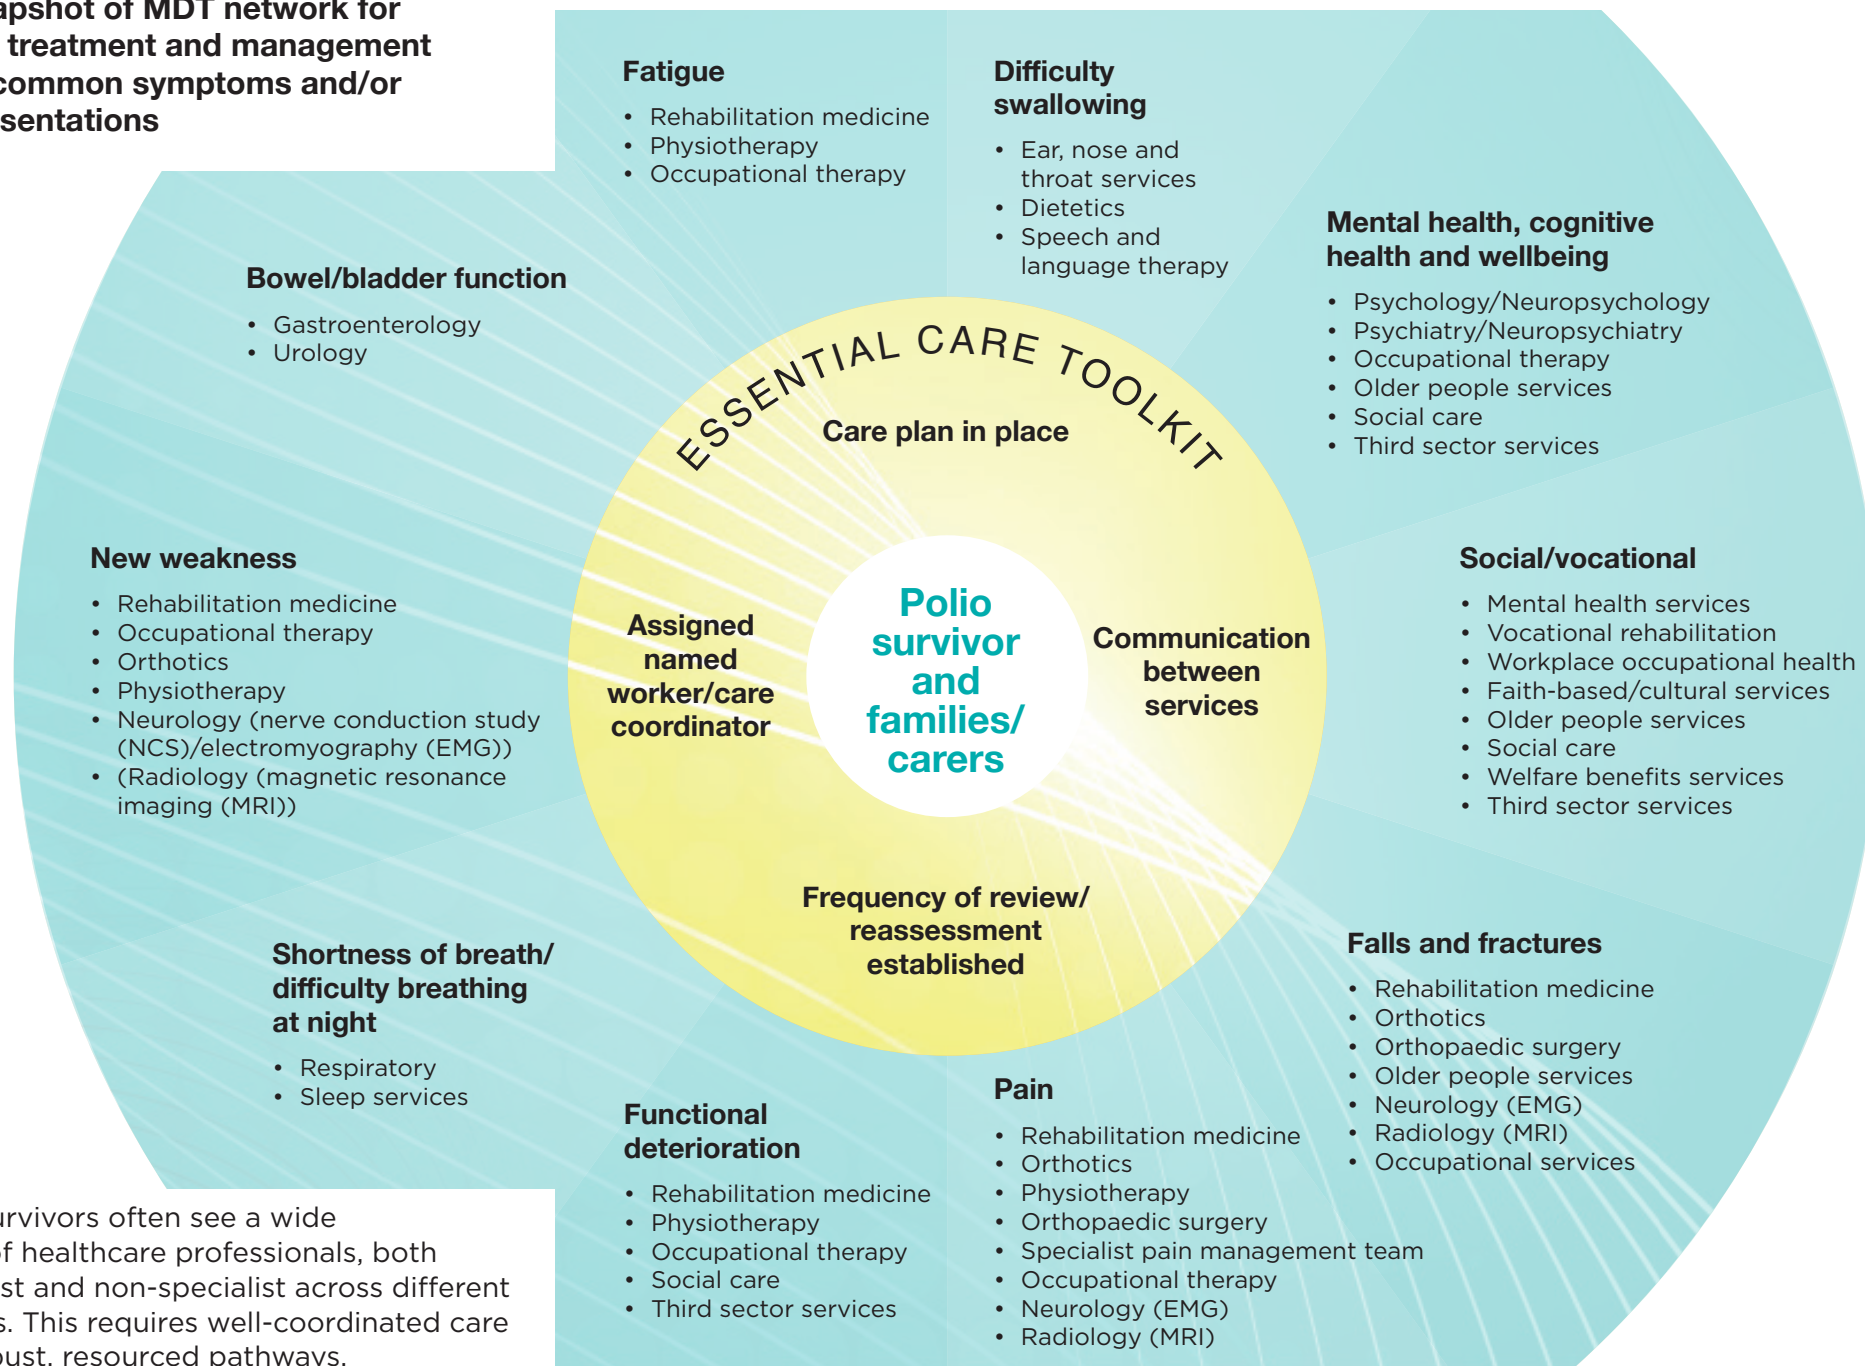 apshot of MDT network for
treatment and management
common symptoms and/or
sentations
Fatigue
• Rehabilitation medicine
• Physiotherapy
• Occupational therapy
Difficulty
swallowing
• Ear, nose and
throat services
• Dietetics
• Speech and
language therapy
Mental health, cognitive
health and wellbeing
• Psychology/Neuropsychology
• Psychiatry/Neuropsychiatry
• Occupational therapy
• Older people services
• Social care
• Third sector services
Social/vocational
• Mental health services
• Vocational rehabilitation
• Workplace occupational health
• Faith-based/cultural services
• Older people services
• Social care
• Welfare benefits services
• Third sector services
Falls and fractures
• Rehabilitation medicine
• Orthotics
• Orthopaedic surgery
• Older people services
• Neurology (EMG)
• Radiology (MRI)
• Occupational services
Pain
• Rehabilitation medicine
• Orthotics
• Physiotherapy
• Orthopaedic surgery
• Specialist pain management team
• Occupational therapy
• Neurology (EMG)
• Radiology (MRI)
Functional
deterioration
• Rehabilitation medicine
• Physiotherapy
• Occupational therapy
• Social care
• Third sector services
Shortness of breath/
difficulty breathing
at night
• Respiratory
• Sleep services
New weakness
• Rehabilitation medicine
• Occupational therapy
• Orthotics
• Physiotherapy
• Neurology (nerve conduction study
(NCS)/electromyography (EMG))
• (Radiology (magnetic resonance
imaging (MRI))
Bowel/bladder function
• Gastroenterology
• Urology
ESSENTIAL CARE TOOLKIT
Care plan in place
Communication
between
services
Frequency of review/
reassessment
established
Assigned
named
worker/care
coordinator
Polio
survivor
and
families/
carers
urvivors often see a wide
of healthcare professionals, both
st and non-specialist across different
s. This requires well-coordinated care
bust, resourced pathways.